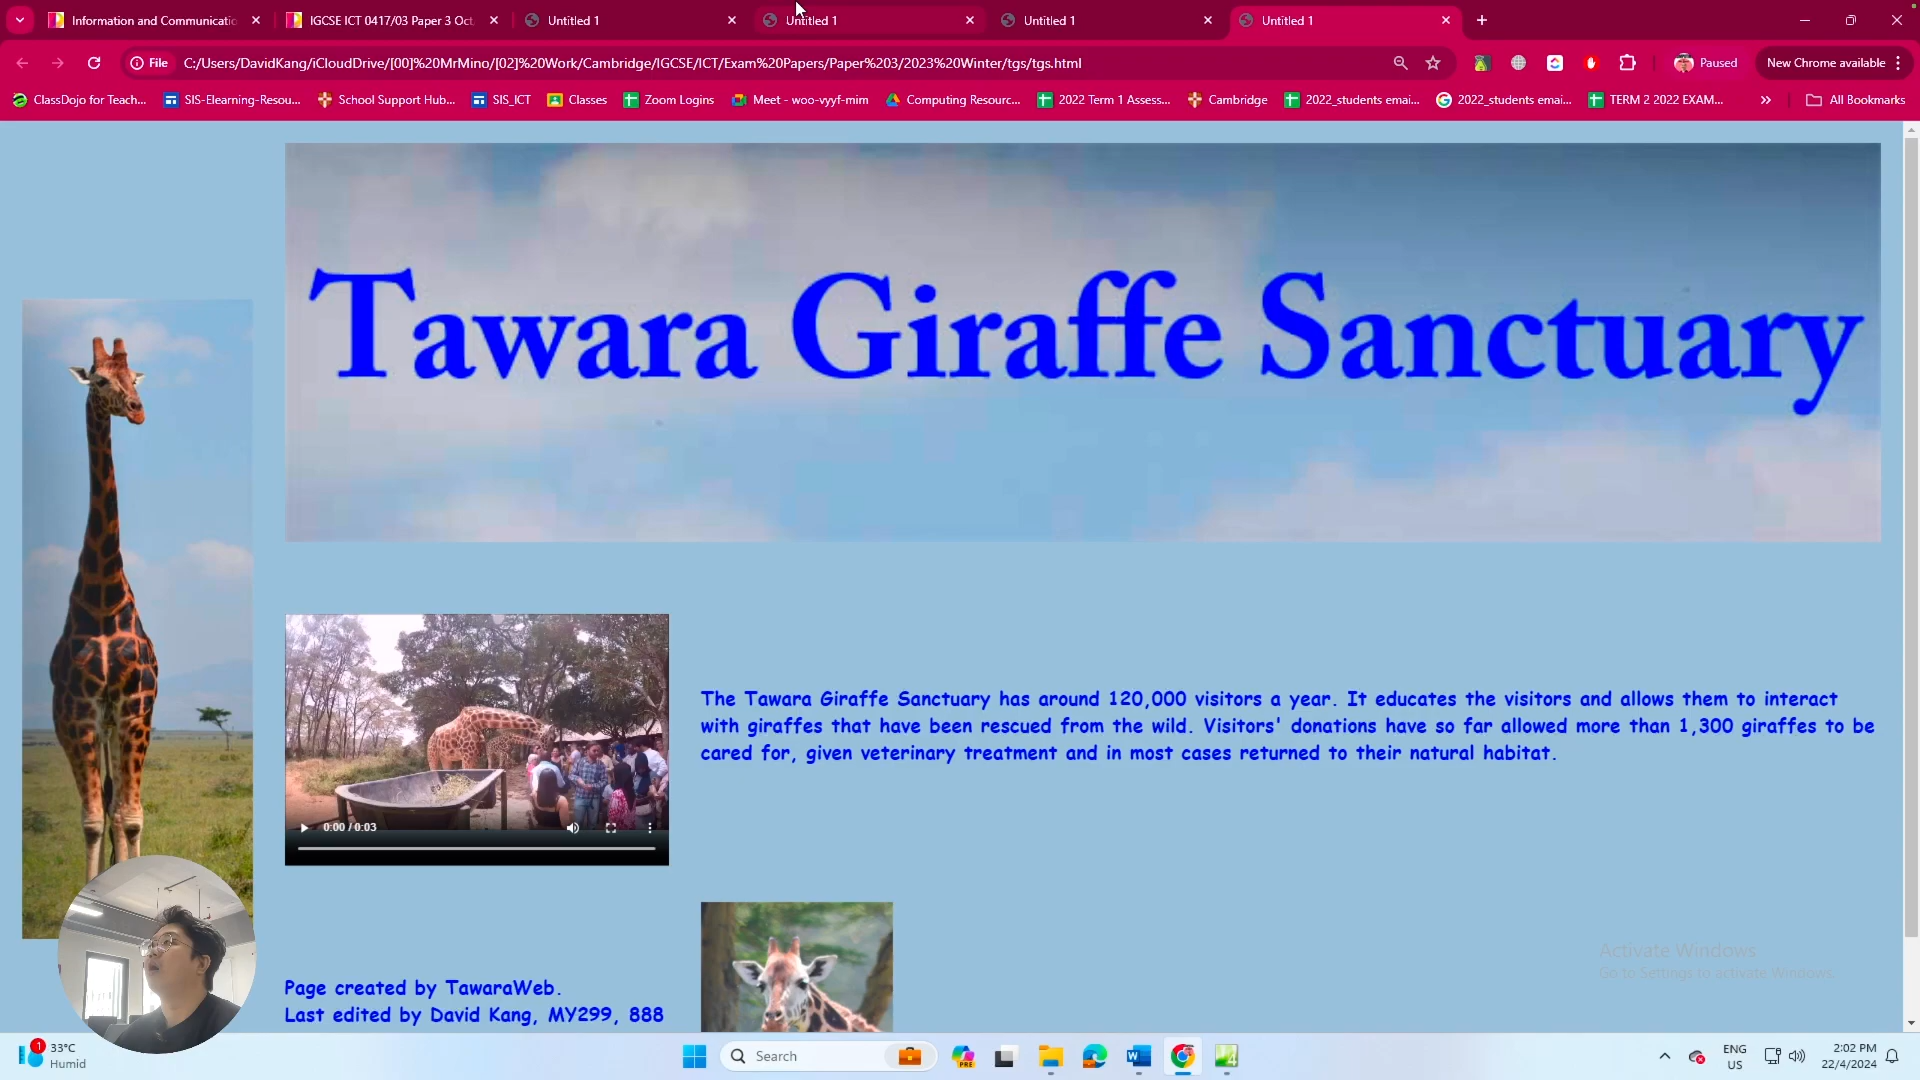 Information and Communicatio
IGCSE ICT 0417/03 Paper 3 Oct
Untitled 1
Untitled 1
Untitled 1
Untitled 1
File
C:/Users/DavidKang/iCloudDrive/[00]%20MrMino/[02]%20Work/Cambridge/IGCSE/ICT/Exam%20Papers/Paper%203/2023%20Winter/tgs/tgs.html
Paused
New Chrome available
ClassDojo for Teach...
SIS-Elearning-Resou...
School Support Hub...
SIS_ICT
Classes
Zoom Logins
Meet - woo-vyyf-mim
Computing Resourc...
2022 Term 1 Assess...
Cambridge
2022_students emai...
2022_students emai...
TERM 2 2022 EXAM...
All Bookmarks
Tawara Giraffe Sanctuary
The Tawara Giraffe Sanctuary has around 120,000 visitors a year. It educates the visitors and allows them to interact
with giraffes that have been rescued from the wild. Visitors' donations have so far allowed more than 1,300 giraffes to be
cared for, given veterinary treatment and in most cases returned to their natural habitat.
0:00 / 0:03
Page created by TawaraWeb.
Last edited by David Kang, MY299, 888
Activate Windows
Go to Settings to activate Windows.
1
33°C
Humid
Search
PRE
ENG
US
2:02 PM
22/4/2024